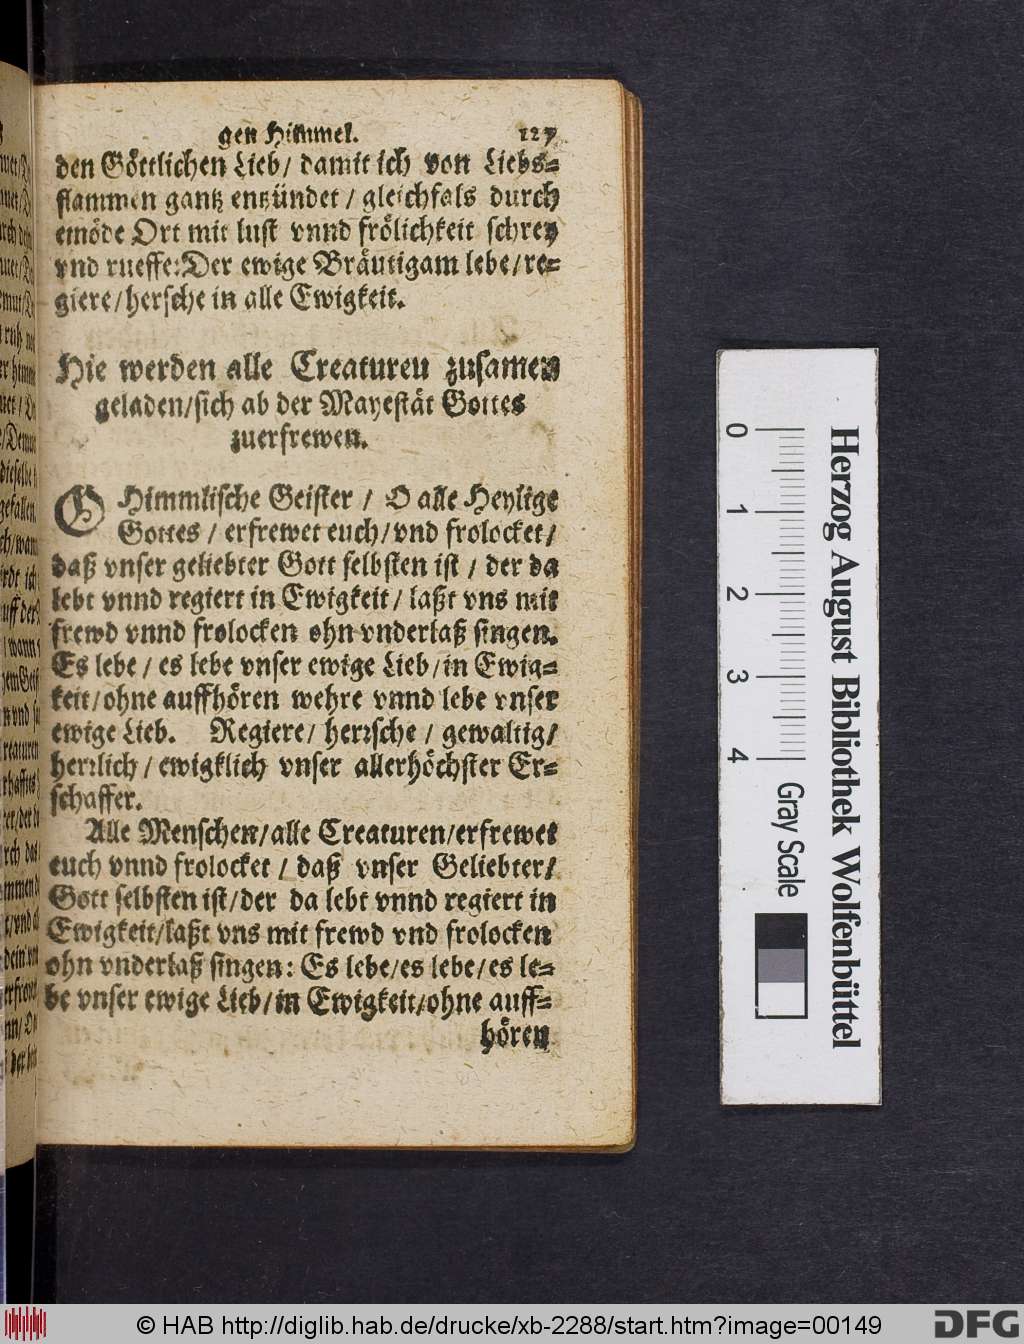 gen Himmel. 127
den Göttlichen Lieb/ damit ich von Liebs=
flammen gantz entzündet / gleichfals durch
emöde Ort mit lust vnnd frölichkeit schrey
vnd rueffe: Der ewige Bräutigam lebe/re=
giere/hersche in alle Ewigkeit.
Hie werden alle Creatureu zusamen
geladen/sich ab der Mayestät Gottes
zuerfrewen.
O Himmlische Geister / O alle Heylige
Gottes / erfrewet euch/vnd frolocket/
daß vnser geliebter Gott selbsten ist / der da
lebt vnnd regiert in Ewigkeit/ laßt vns mit
frewd vnnd frolocken ohn vnderlaß singen.
Es lebe / es lebe vnser ewige Lieb/in Ewig=
keit/ohne auffhören wehre vnnd lebe vnser
ewige Lieb. Regiere/ herzsche / gewaltig/
herzlich/ ewigklich vnser allerhöchster Er=
schaffer.
Alle Menschen/alle Creaturen/erfrewet
euch vnnd frolocket / daß vnser Geliebter/
Gott selbsten ist/der da lebt vnnd regiert in
Ewigkeit/laßt vns mit frewd vnd frolocken
ohn vnderlaß singen: Es lebe/es lebe/es le=
be vnser ewige Lieb/in Ewigkeit/ohne auff=
hören
0 1 2 3 4
Gray Scale
Herzog August Bibliothek Wolfenbüttel
© HAB http://diglib.hab.de/drucke/xb-2288/start.htm?image=00149
DFG